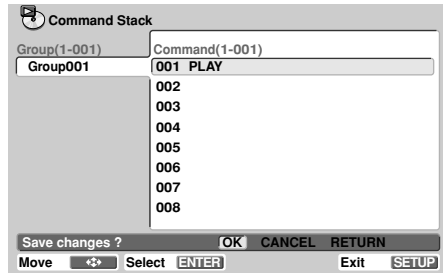 Command Stack
Group(1-001) Command(1-001)
Group001 001 PLAY
002
003
004
005
006
007
008
Save changes ? OK CANCEL RETURN
Move Select ENTER Exit SETUP